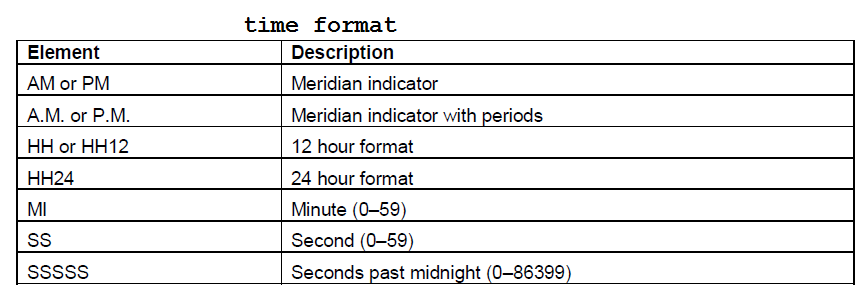 time format
Element Description
AM or PM Meridian indicator
A.M. or P.M. Meridian indicator with periods
HH or HH12 12 hour format
HH24 24 hour format
MI Minute (0–59)
SS Second (0–59)
SSSSS Seconds past midnight (0–86399)